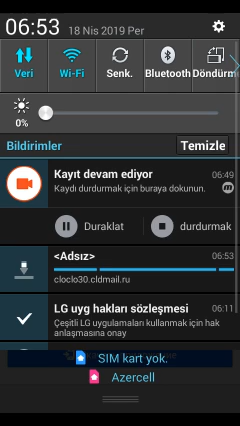 06:53 18 Nis 2019 Per
Veri Wi-Fi Senk. Bluetooth Döndürm
0%
Bildirimler Temizle
Kayıt devam ediyor 06:49
Kaydı durdurmak için buraya dokunun.
Duraklat durdurmak
<Adsız> 06:53
cloclo30.cldmail.ru
LG uyg hakları sözleşmesi 06:11
Çeşitli LG uygulamaları kullanmak için hak
anlaşmasına onay
SIM kart yok.
Azercell